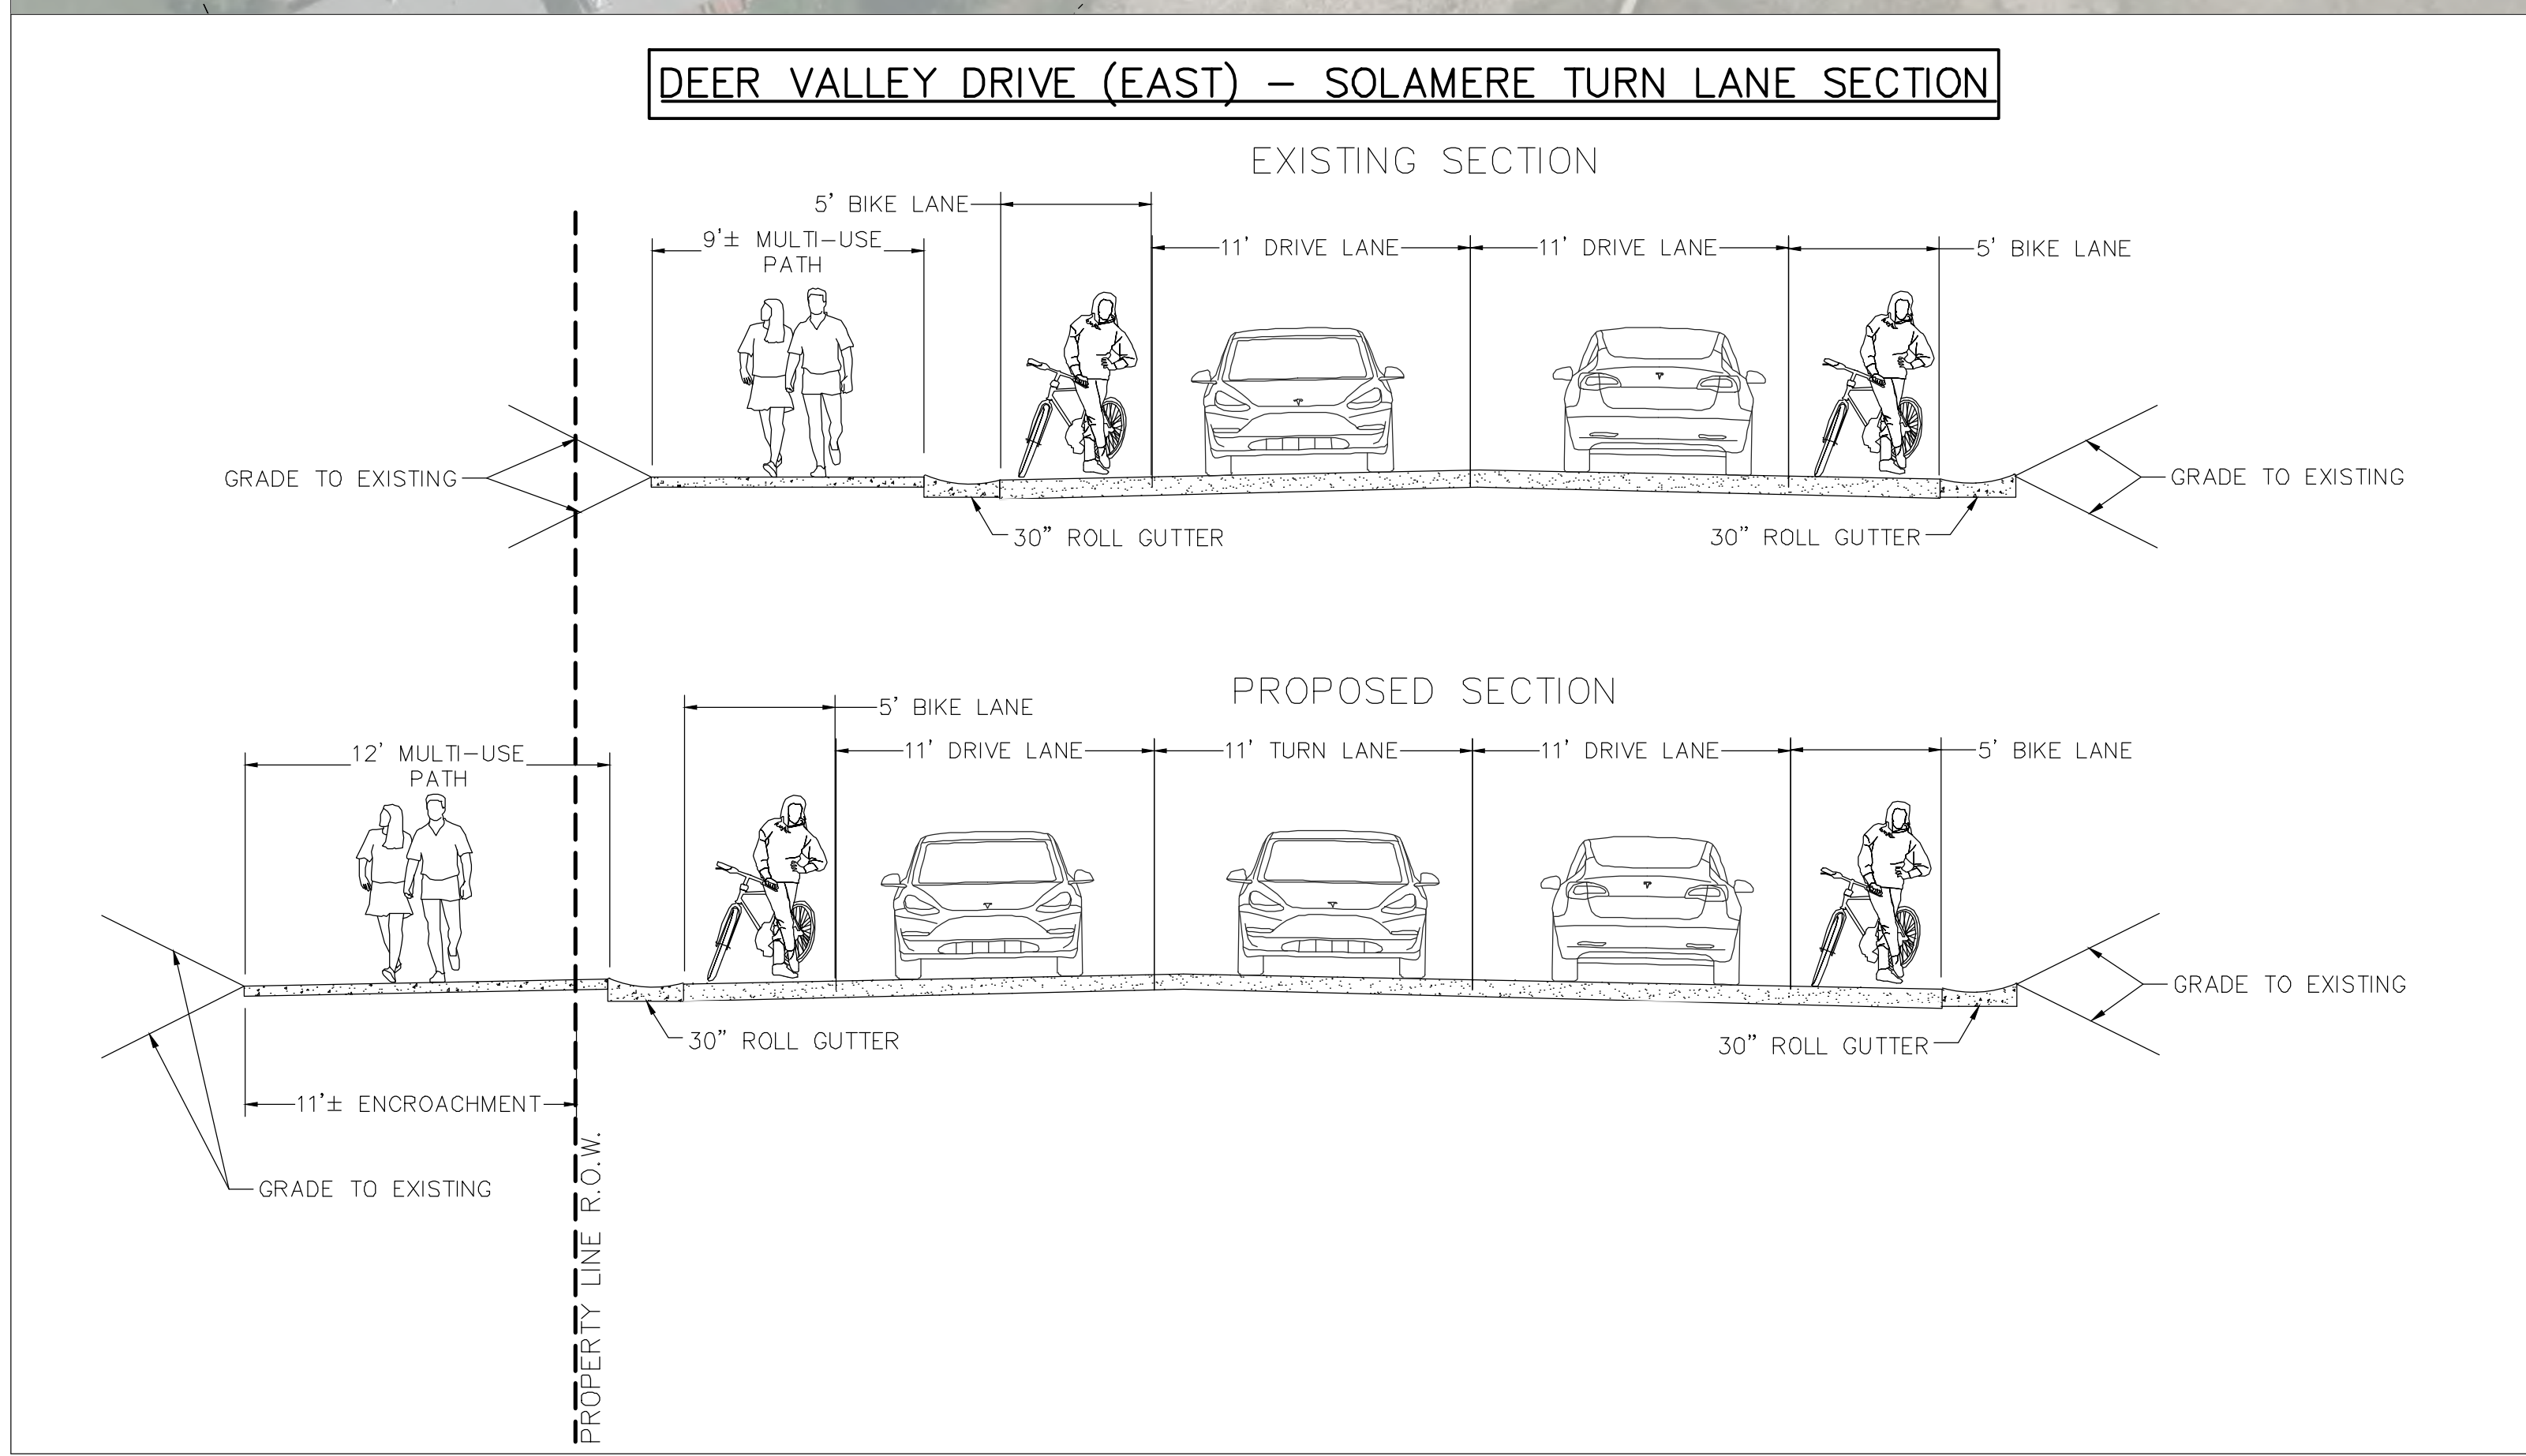 DEER VALLEY DRIVE (EAST) – SOLAMERE TURN LANE SECTION
EXISTING SECTION
5' BIKE LANE
9'± MULTI–USE
PATH
11' DRIVE LANE
11' DRIVE LANE
5' BIKE LANE
GRADE TO EXISTING
GRADE TO EXISTING
30" ROLL GUTTER
30" ROLL GUTTER
PROPOSED SECTION
5' BIKE LANE
12' MULTI–USE
PATH
11' DRIVE LANE
11' TURN LANE
11' DRIVE LANE
5' BIKE LANE
GRADE TO EXISTING
30" ROLL GUTTER
30" ROLL GUTTER
11'± ENCROACHMENT
GRADE TO EXISTING
PROPERTY LINE R.O.W.